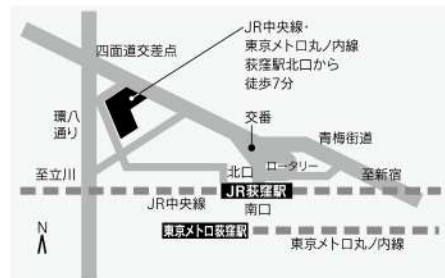 四面道交差点
JR中央線・
東京メトロ丸ノ内線
荻窪駅北口から
徒歩7分
環八
通り
交番
青梅街道
ロータリー
北口
至立川
至新宿
JR荻窪駅
JR中央線
南口
N
東京メトロ荻窪駅
東京メトロ丸ノ内線